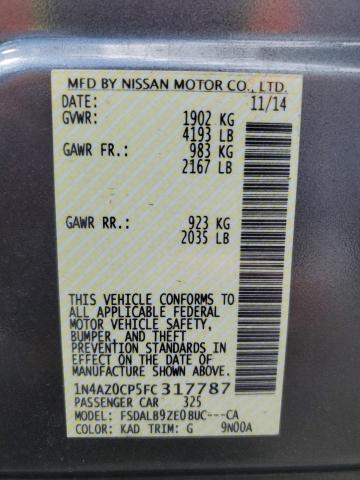 MFD BY NISSAN MOTOR CO., LTD.
DATE: 11/14
GVWR: 1902 KG
4193 LB
GAWR FR.: 983 KG
2167 LB
GAWR RR.: 923 KG
2035 LB
THIS VEHICLE CONFORMS TO
ALL APPLICABLE FEDERAL
MOTOR VEHICLE SAFETY,
BUMPER, AND THEFT
PREVENTION STANDARDS
IN EFFECT ON THE DATE OF
MANUFACTURE SHOWN ABOVE.
1N4AZ0CP5FC317787
PASSENGER CAR 325
MODEL: FSDALB9ZE0BUC---CA
COLOR: KAD TRIM: G 9N00A